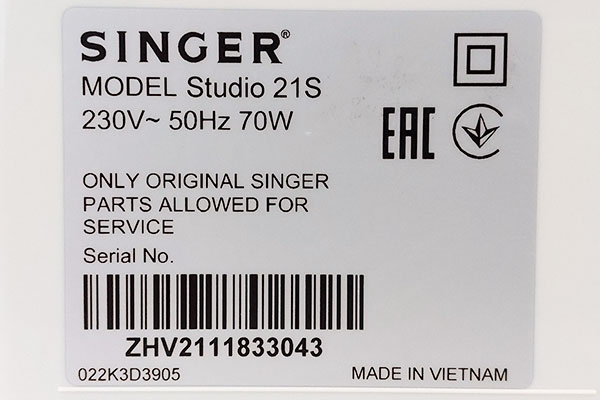 SINGER®
MODEL Studio 21S
230V~ 50Hz 70W
EAC
ONLY ORIGINAL SINGER
PARTS ALLOWED FOR
SERVICE
Serial No.
ZHV2111833043
022K3D3905 MADE IN VIETNAM